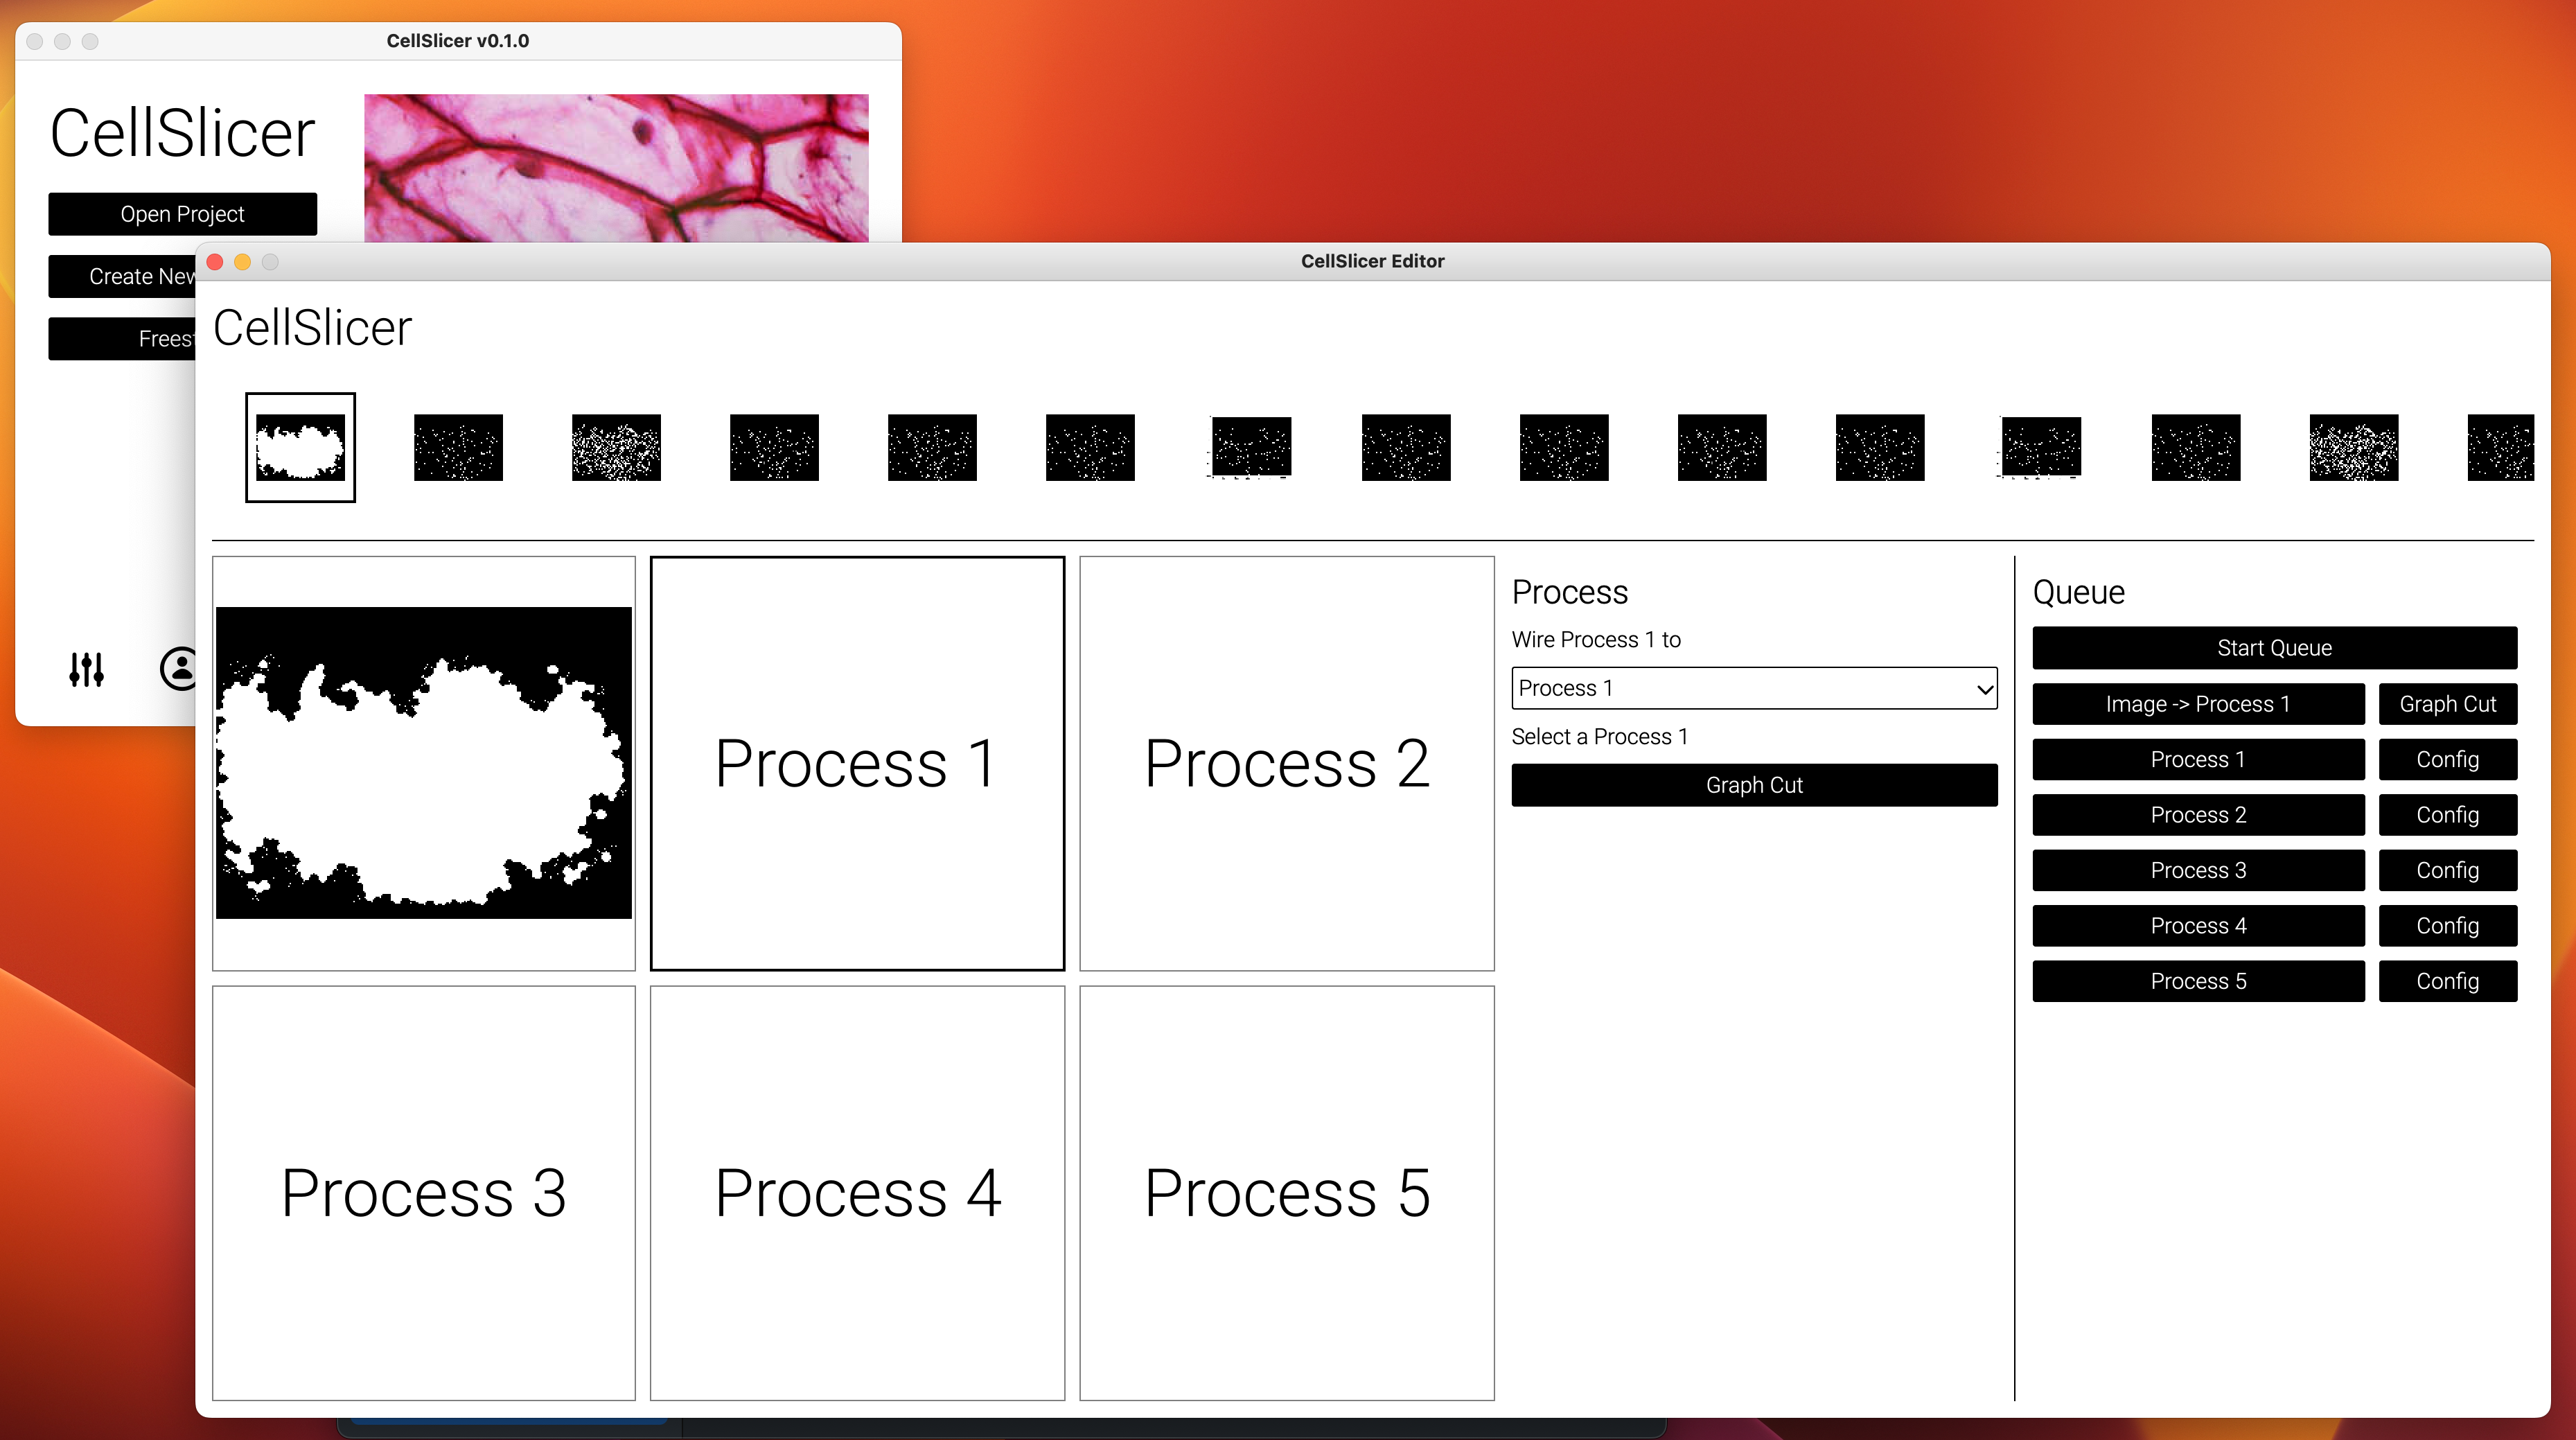 CellSlicer v0.1.0
CellSlicer
Open Project
Create New
CellSlicer Editor
CellSlicer
Process 1
Process 2
Process 3
Process 4
Process 5
Process
Wire Process 1 to
Process 1
Select a Process 1
Graph Cut
Queue
Start Queue
Image -> Process 1 Graph Cut
Process 1 Config
Process 2 Config
Process 3 Config
Process 4 Config
Process 5 Config